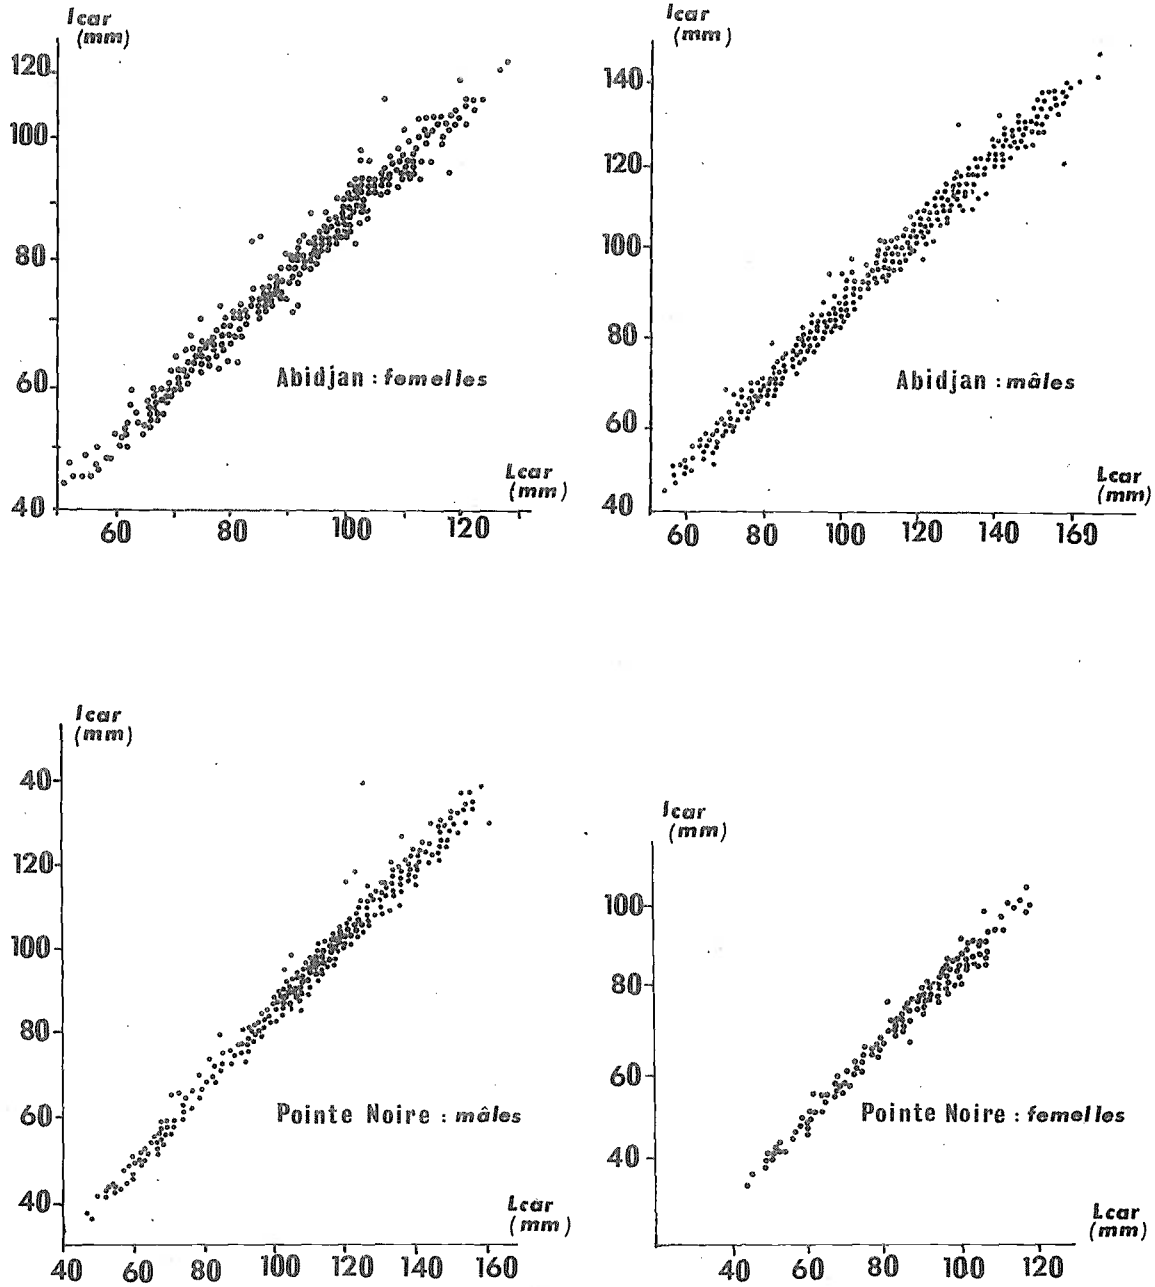 lcar
(mm)
120
100
80
60
40
Abidjan : femelles
Lcar
(mm)
60 80 100 120
lcar
(mm)
140
120
100
80
60
40
Abidjan : mâles
Lcar
(mm)
60 80 100 120 140 160
lcar
(mm)
40
120
100
80
60
40
Pointe Noire : mâles
Lcar
(mm)
40 60 80 100 120 140 160
lcar
(mm)
100
80
60
40
Pointe Noire : femelles
Lcar
(mm)
40 60 80 100 120